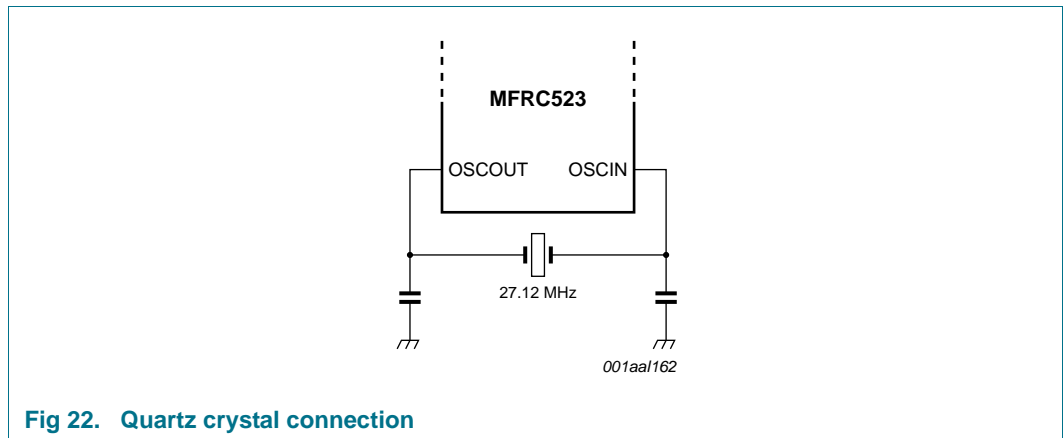 MFRC523
OSCOUT OSCIN
27.12 MHz
001aal162
Fig 22. Quartz crystal connection